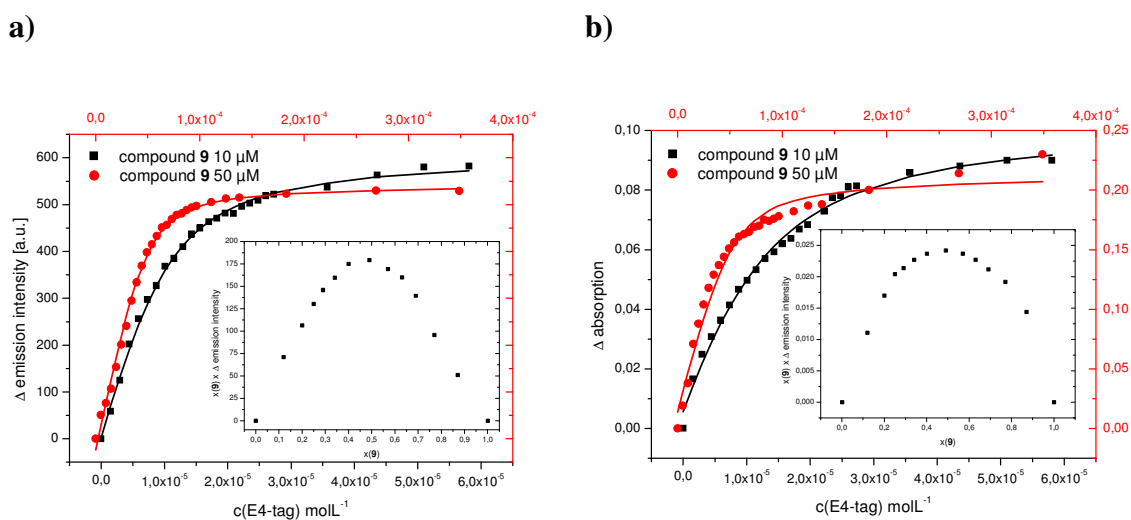 a)
0,0 1,0x10⁻⁴ 2,0x10⁻⁴ 3,0x10⁻⁴ 4,0x10⁻⁴
600
500
400
300
200
100
0
Δ emission intensity [a.u.]
compound 9 10 µM
compound 9 50 µM
175
150
125
100
75
50
25
0
200
x(9) x Δ emission intensity
0,0 0,1 0,2 0,3 0,4 0,5 0,6 0,7 0,8 0,9 1,0
x(9)
0,0 1,0x10⁻⁵ 2,0x10⁻⁵ 3,0x10⁻⁵ 4,0x10⁻⁵ 5,0x10⁻⁵ 6,0x10⁻⁵
c(E4-tag) molL⁻¹
b)
0,0 1,0x10⁻⁴ 2,0x10⁻⁴ 3,0x10⁻⁴ 4,0x10⁻⁴
0,10
0,08
0,06
0,04
0,02
0,00
Δ absorption
compound 9 10 µM
compound 9 50 µM
0,25
0,20
0,15
0,10
0,05
0,00
0,025
0,020
0,015
0,010
0,005
0,000
x(9) x Δ absorption
0,0 0,2 0,4 0,6 0,8 1,0
x(9)
0,0 1,0x10⁻⁵ 2,0x10⁻⁵ 3,0x10⁻⁵ 4,0x10⁻⁵ 5,0x10⁻⁵ 6,0x10⁻⁵
c(E4-tag) molL⁻¹